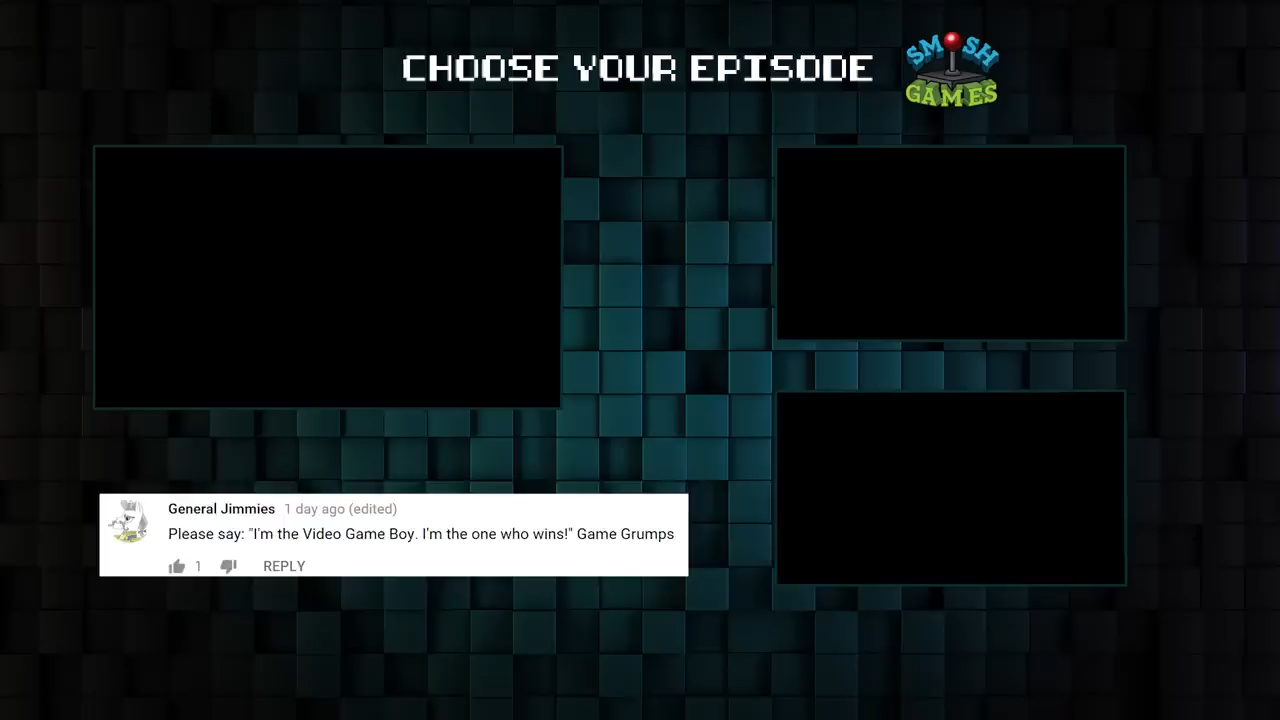 CHOOSE YOUR EPISODE
SMOSH
GAMES
General Jimmies 1 day ago (edited)
Please say: "I'm the Video Game Boy. I'm the one who wins!" Game Grumps
1 REPLY